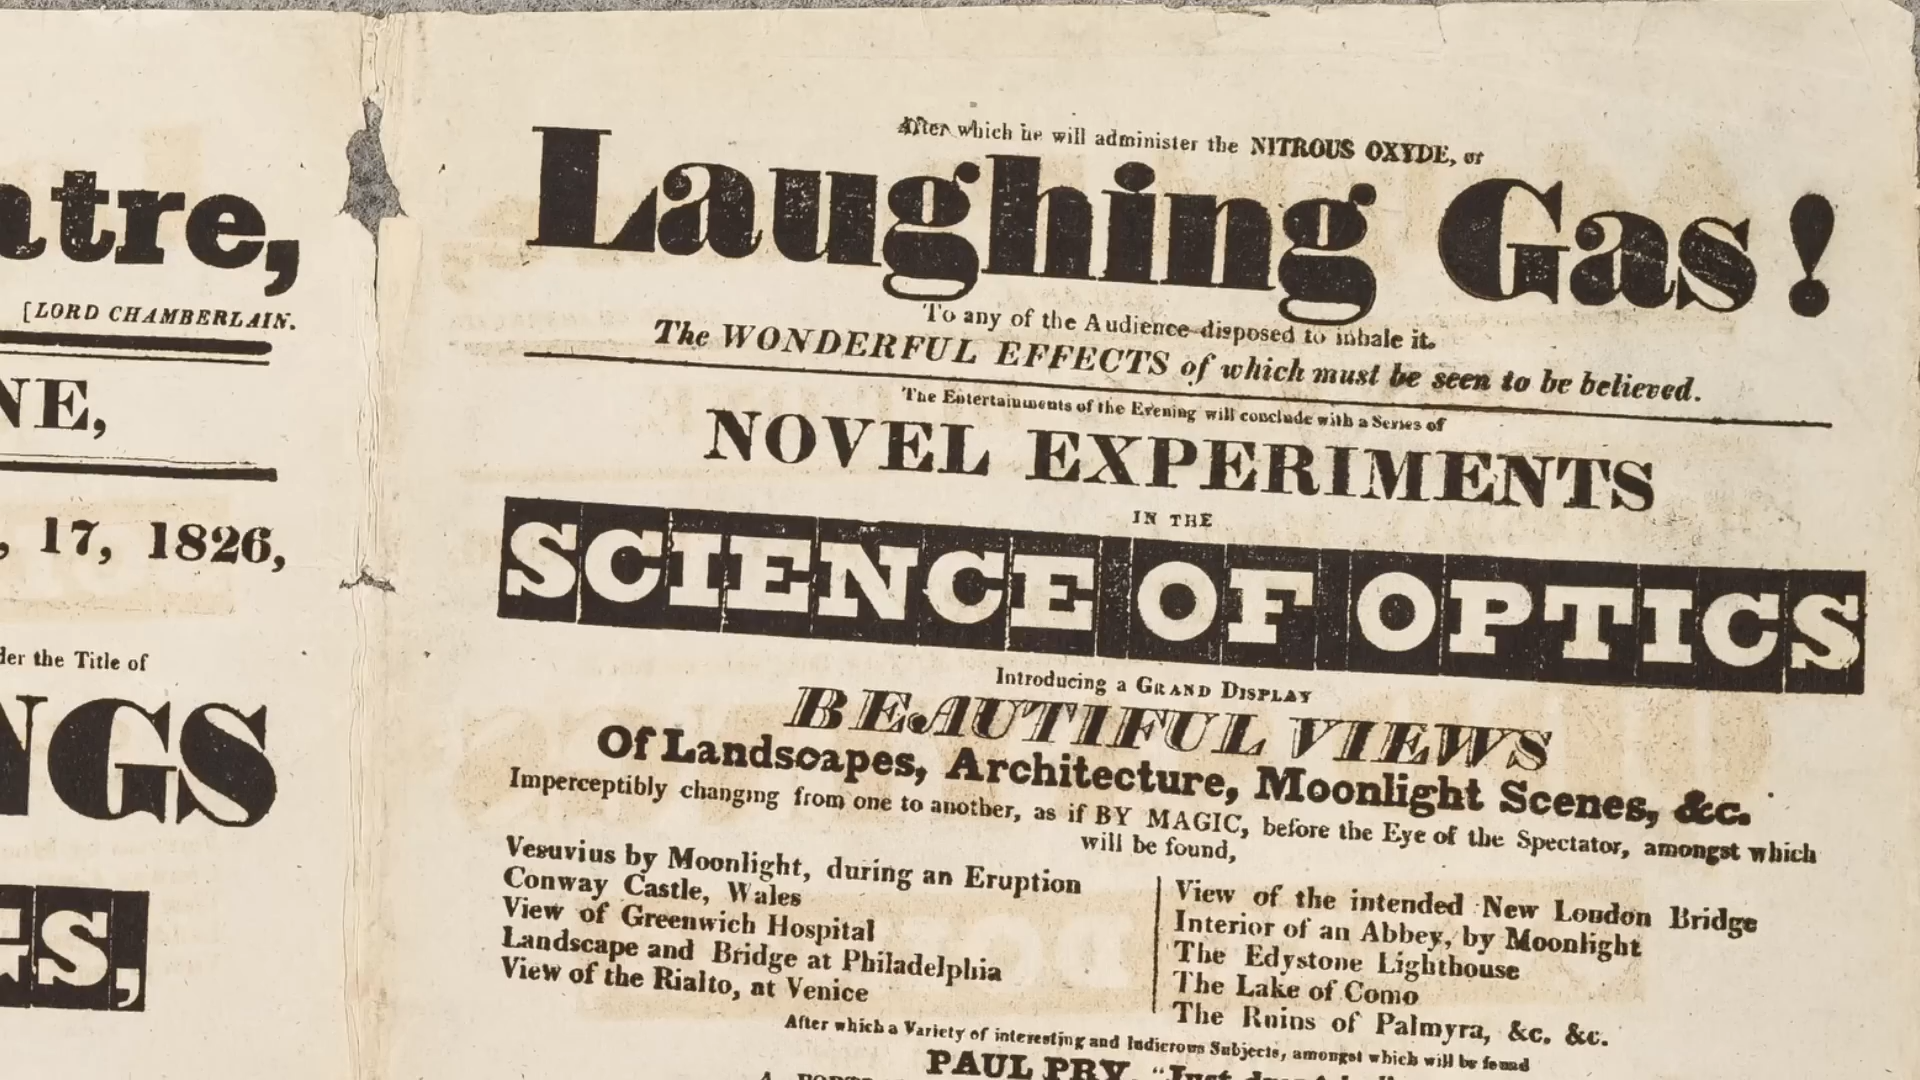 atre,
[LORD CHAMBERLAIN.
NE,
, 17, 1826,
der the Title of
NGS
S,
After which he will administer the NITROUS OXYDE, or
Laughing Gas!
To any of the Audience disposed to inhale it.
The WONDERFUL EFFECTS of which must be seen to be believed.
The Entertainments of the Evening will conclude with a Series of
NOVEL EXPERIMENTS
IN THE
SCIENCE OF OPTICS
Introducing a GRAND DISPLAY
BEAUTIFUL VIEWS
Of Landscapes, Architecture, Moonlight Scenes, &c.
Imperceptibly changing from one to another, as if BY MAGIC, before the Eye of the Spectator, amongst which
will be found,
Vesuvius by Moonlight, during an Eruption
Conway Castle, Wales
View of Greenwich Hospital
Landscape and Bridge at Philadelphia
View of the Rialto, at Venice
View of the intended New London Bridge
Interior of an Abbey, by Moonlight
The Edystone Lighthouse
The Lake of Como
The Ruins of Palmyra, &c. &c.
After which a Variety of interesting and ludicrous Subjects, amongst which will be found
PAUL PRY, "Just